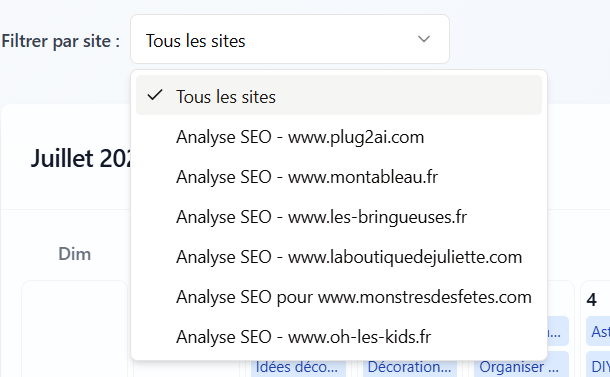 Filtrer par site :
Tous les sites
Tous les sites
Analyse SEO - www.plug2ai.com
Analyse SEO - www.montableau.fr
Juillet 202
Analyse SEO - www.les-bringueuses.fr
Analyse SEO - www.laboutiquedejuliette.com
Dim
Analyse SEO pour www.monstresdesfetes.com
4
Analyse SEO - www.oh-les-kids.fr
Ast
Idées déco...
Décoration...
Organiser ...
DIY